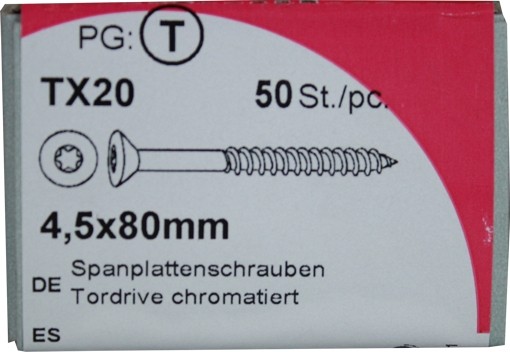 PG: T
TX20 50 St./pc.
4,5x80mm
DE Spanplattenschrauben
Tordrive chromatiert
ES